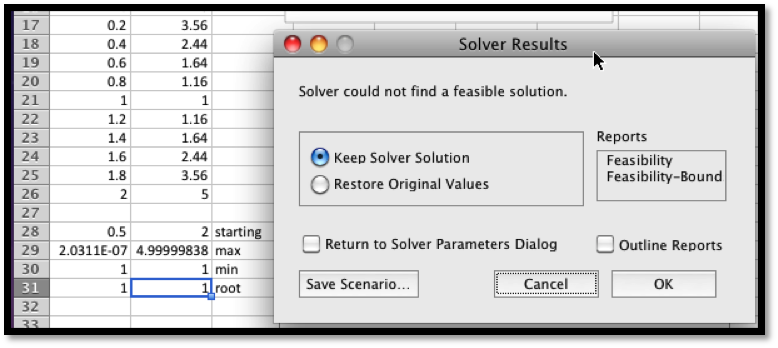 17 0.2 3.56
18 0.4 2.44
19 0.6 1.64
20 0.8 1.16
21 1 1
22 1.2 1.16
23 1.4 1.64
24 1.6 2.44
25 1.8 3.56
26 2 5
27
28 0.5 2 starting
29 2.0311E-07 4.99999838 max
30 1 1 min
31 1 1 root
32
33
Solver Results
Solver could not find a feasible solution.
Keep Solver Solution
Restore Original Values
Reports
Feasibility
Feasibility-Bound
Return to Solver Parameters Dialog
Outline Reports
Save Scenario...
Cancel
OK